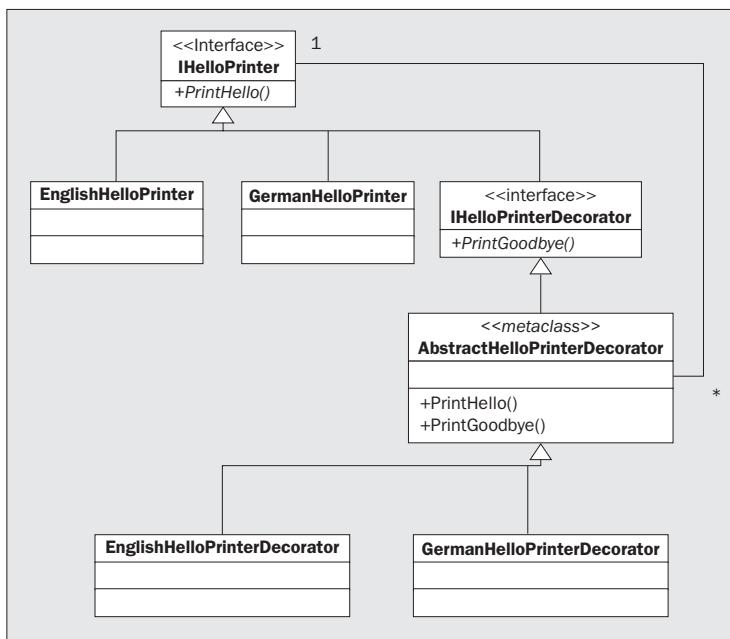 <<Interface>>
1
IHelloPrinter
+PrintHello()
EnglishHelloPrinter
GermanHelloPrinter
<<interface>>
IHelloPrinterDecorator
+PrintGoodbye()
<<metaclass>>
AbstractHelloPrinterDecorator
*
+PrintHello()
+PrintGoodbye()
EnglishHelloPrinterDecorator
GermanHelloPrinterDecorator